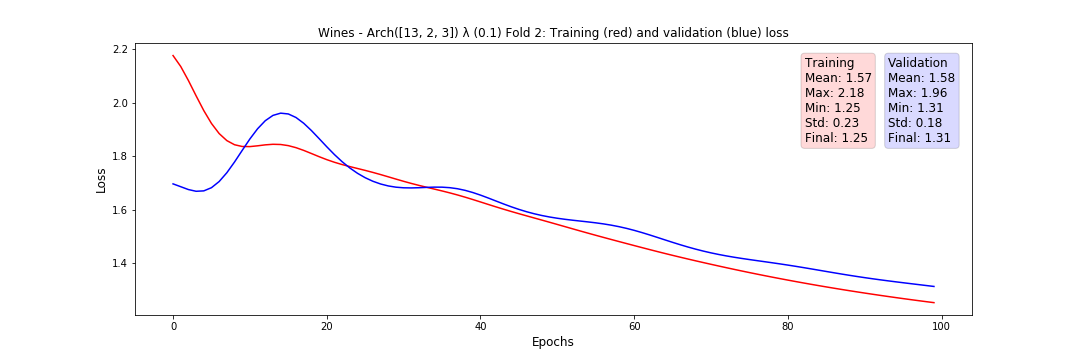 Wines - Arch([13, 2, 3]) λ (0.1) Fold 2: Training (red) and validation (blue) loss
2.2
2.0
1.8
1.6
1.4
Loss
Training
Mean: 1.57
Max: 2.18
Min: 1.25
Std: 0.23
Final: 1.25
Validation
Mean: 1.58
Max: 1.96
Min: 1.31
Std: 0.18
Final: 1.31
0
20
40
60
80
100
Epochs